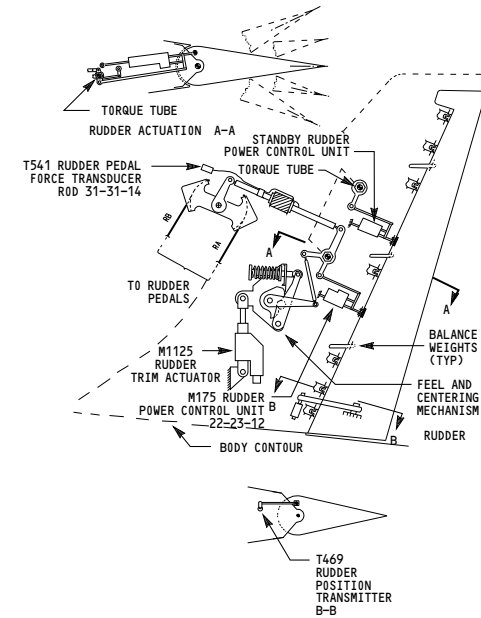 TORQUE TUBE
RUDDER ACTUATION A-A
STANDBY RUDDER
POWER CONTROL UNIT
TORQUE TUBE
T541 RUDDER PEDAL
FORCE TRANSDUCER
ROD 31-31-14
BB
RA
A
A
TO RUDDER
PEDALS
M1125
RUDDER
TRIM ACTUATOR
BALANCE
WEIGHTS
(TYP)
FEEL AND
CENTERING
MECHANISM
M175 RUDDER
POWER CONTROL UNIT
22-23-12
B
B
RUDDER
BODY CONTOUR
T469
RUDDER
POSITION
TRANSMITTER
B-B